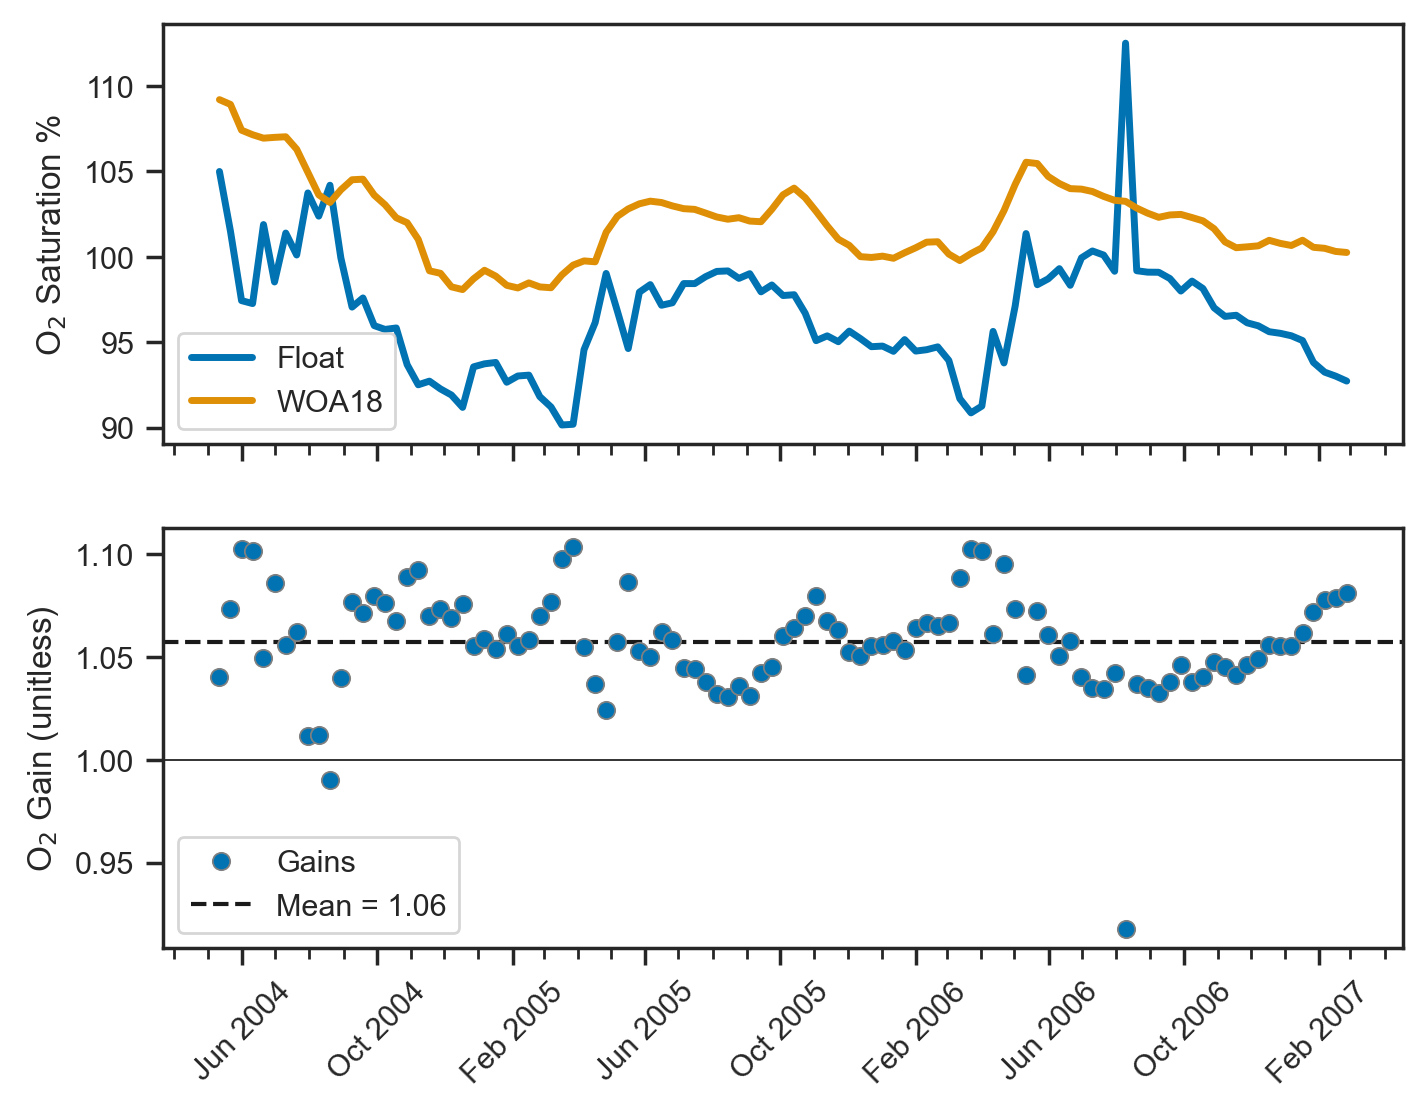 O₂ Saturation %
110
105
100
95
90
Float
WOA18
O₂ Gain (unitless)
1.10
1.05
1.00
0.95
Gains
Mean = 1.06
Jun 2004
Oct 2004
Feb 2005
Jun 2005
Oct 2005
Feb 2006
Jun 2006
Oct 2006
Feb 2007